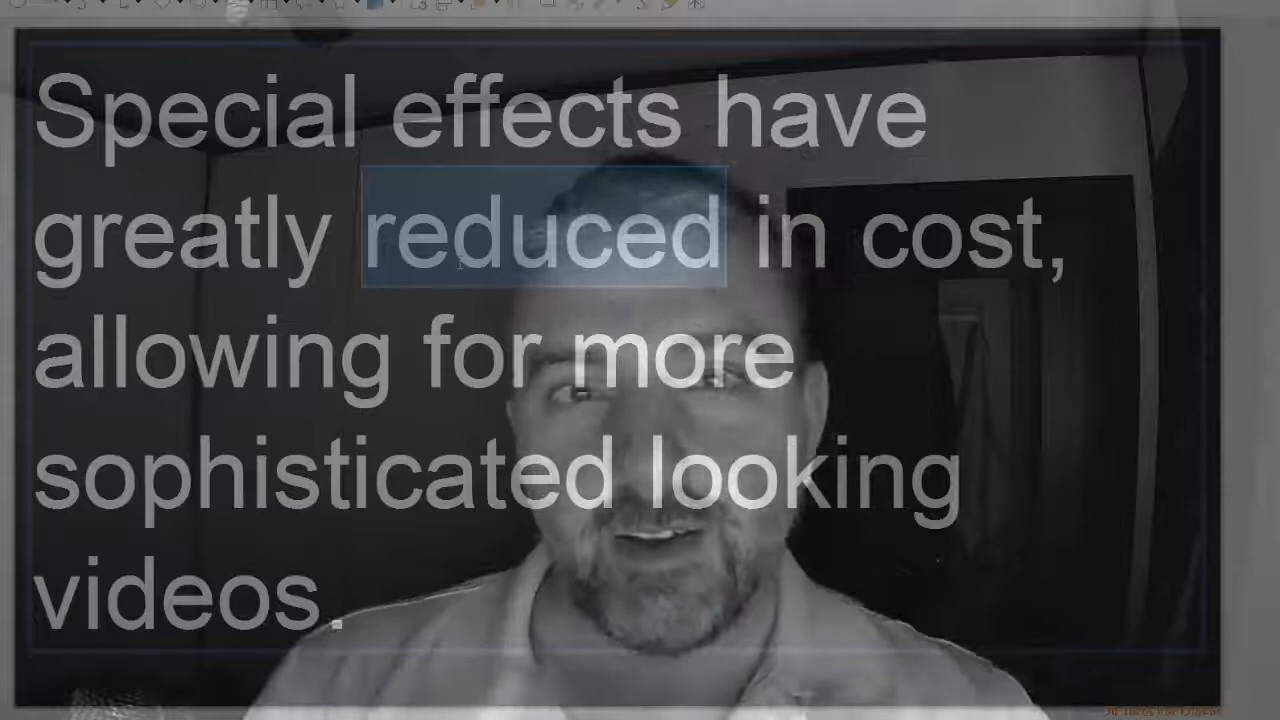 Special effects have
greatly reduced in cost,
allowing for more
sophisticated looking
videos.